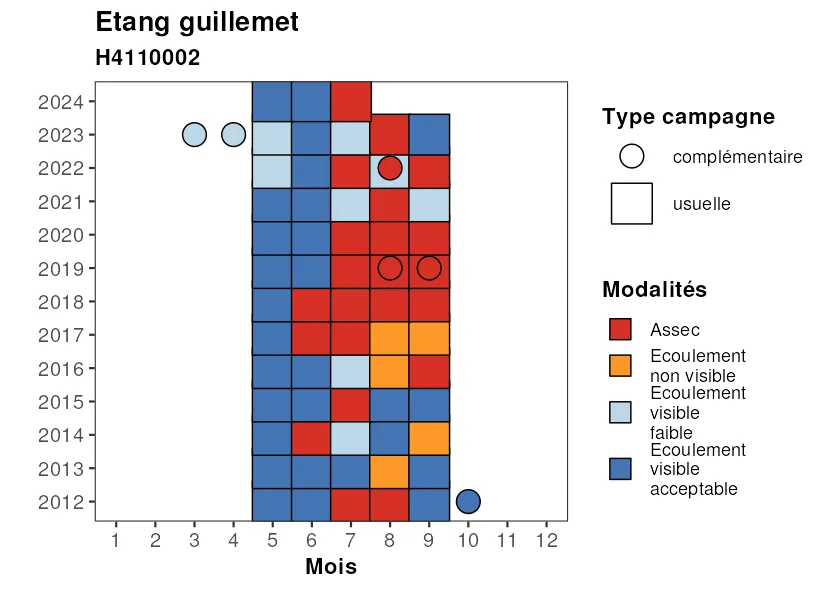 Etang guillemet
H4110002
2024
2023
2022
2021
2020
2019
2018
2017
2016
2015
2014
2013
2012
1 2 3 4 5 6 7 8 9 10 11 12
Mois
Type campagne
complémentaire
usuelle
Modalités
Assec
Ecoulement
non visible
Ecoulement
visible
faible
Ecoulement
visible
acceptable